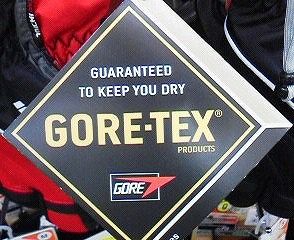 GUARANTEED
TO KEEP YOU DRY
GORE-TEX®
PRODUCTS
GORE